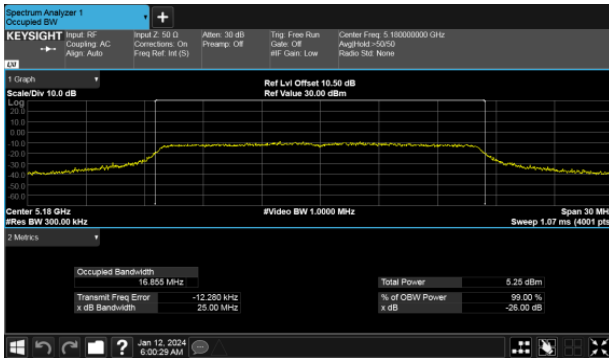 Spectrum Analyzer 1
Occupied BW
+
KEYSIGHT Input: RF Input Z: 50 Ω Atten: 30 dB Trig: Free Run Center Freq: 5.180000000 GHz
Coupling: AC Corrections: On Preamp: Off Gate: Off Avg|Hold:>50/50
Align: Auto Freq Ref: Int (S) #IF Gain: Low Radio Std: None
LXI
1 Graph
Scale/Div 10.0 dB Ref Lvl Offset 10.50 dB
Ref Value 30.00 dBm
Log
20.0
10.0
0.00
-10.0
-20.0
-30.0
-40.0
-50.0
-60.0
Center 5.18 GHz #Video BW 1.0000 MHz Span 30 MHz
#Res BW 300.00 kHz Sweep 1.07 ms (4001 pts)
2 Metrics
Occupied Bandwidth
16.855 MHz Total Power 5.25 dBm
Transmit Freq Error -12.280 kHz % of OBW Power 99.00 %
x dB Bandwidth 25.00 MHz x dB -26.00 dB
? Jan 12, 2024
6:00:29 AM